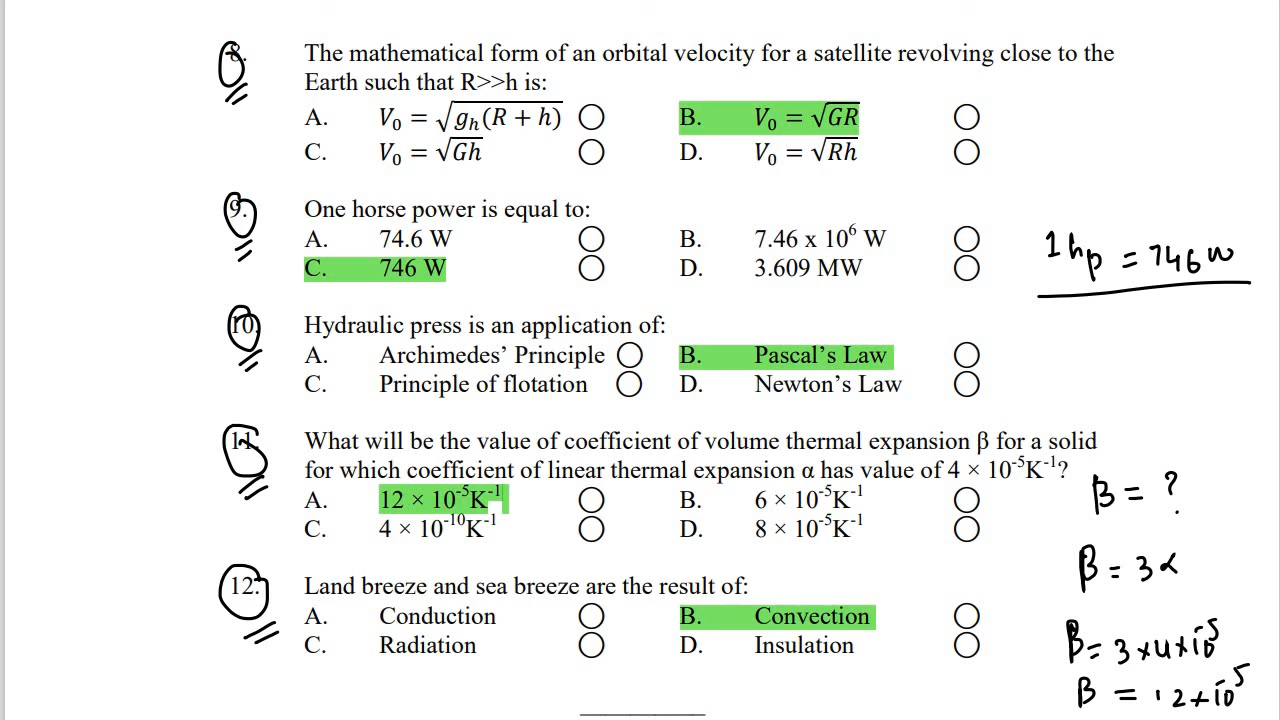 8. The mathematical form of an orbital velocity for a satellite revolving close to the
Earth such that R>>h is:
A. V₀ = √gₕ(R + h) B. V₀ = √GR
C. V₀ = √Gh D. V₀ = √Rh
9. One horse power is equal to:
A. 74.6 W B. 7.46 x 10⁶ W
C. 746 W D. 3.609 MW
1 hp = 746 w
10. Hydraulic press is an application of:
A. Archimedes’ Principle B. Pascal’s Law
C. Principle of flotation D. Newton’s Law
11. What will be the value of coefficient of volume thermal expansion β for a solid
for which coefficient of linear thermal expansion α has value of 4 × 10⁻⁵K⁻¹?
A. 12 × 10⁻⁵K⁻¹ B. 6 × 10⁻⁵K⁻¹
C. 4 × 10⁻¹⁰K⁻¹ D. 8 × 10⁻⁵K⁻¹
β = ?
β = 3α
β = 3×4×10⁻⁵
β = 12×10⁻⁵
12. Land breeze and sea breeze are the result of:
A. Conduction B. Convection
C. Radiation D. Insulation